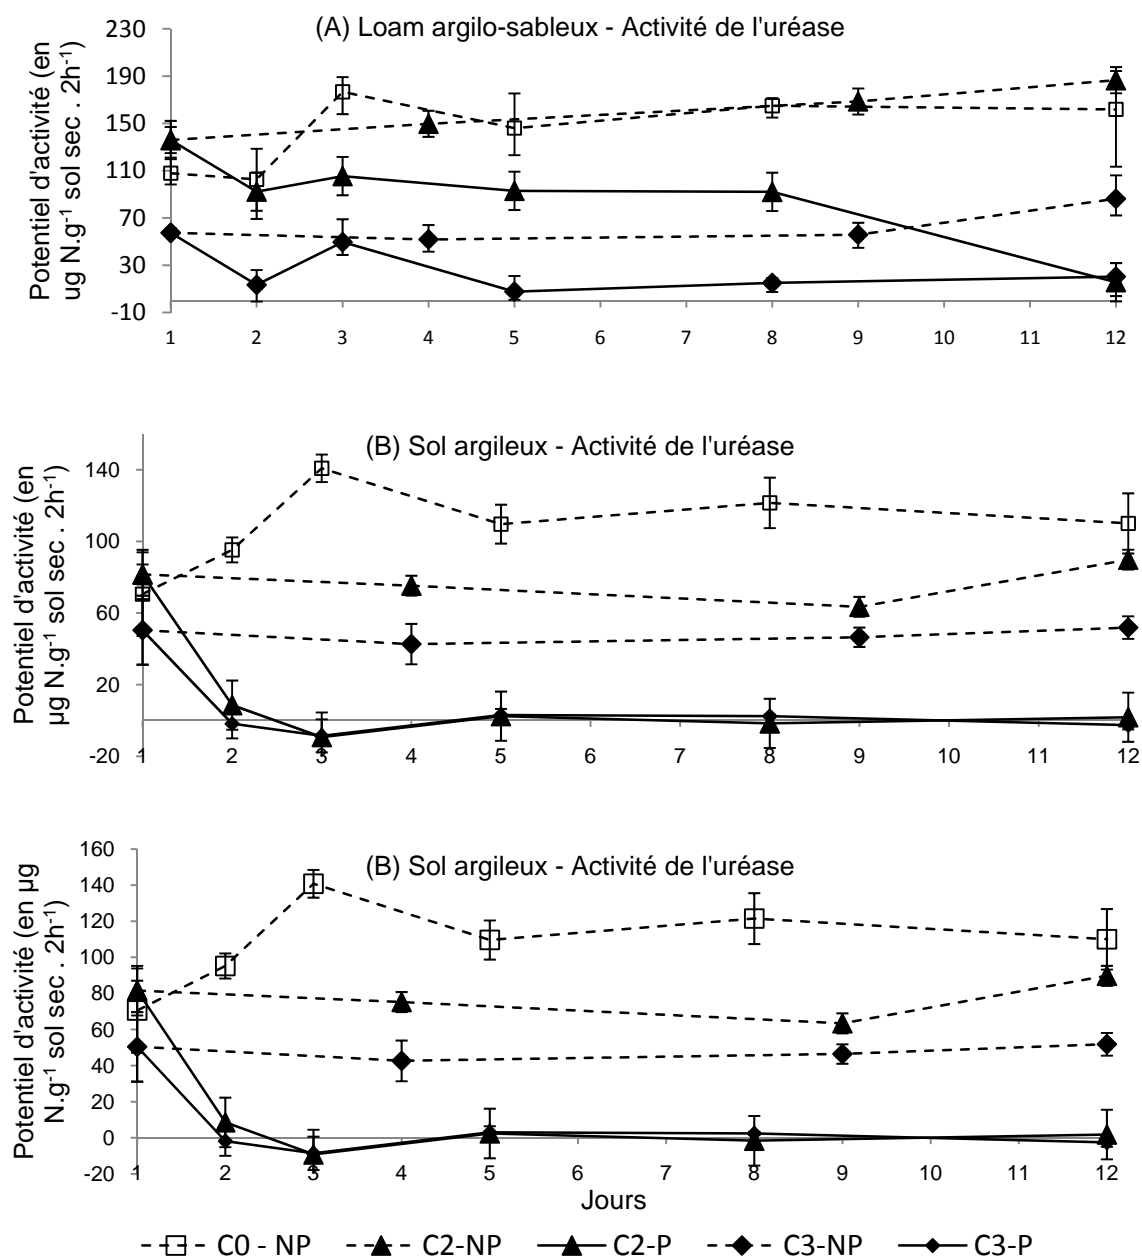 (A) Loam argilo-sableux - Activité de l'uréase
Potentiel d'activité (en
ug N.g⁻¹ sol sec . 2h⁻¹)
230
190
150
110
70
30
-10
1 2 3 4 5 6 7 8 9 10 11 12
(B) Sol argileux - Activité de l'uréase
Potentiel d'activité (en
µg N.g⁻¹ sol sec . 2h⁻¹)
140
100
60
20
-20
1 2 3 4 5 6 7 8 9 10 11 12
(B) Sol argileux - Activité de l'uréase
Potentiel d'activité (en µg
N.g⁻¹ sol sec . 2h⁻¹)
160
140
120
100
80
60
40
20
0
-20
1 2 3 4 5 6 7 8 9 10 11 12
Jours
C0 - NP C2-NP C2-P C3-NP C3-P